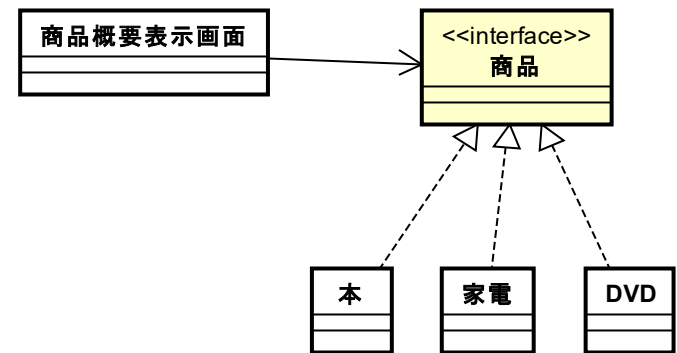 商品概要表示画面
<<interface>>
商品
本
家電
DVD